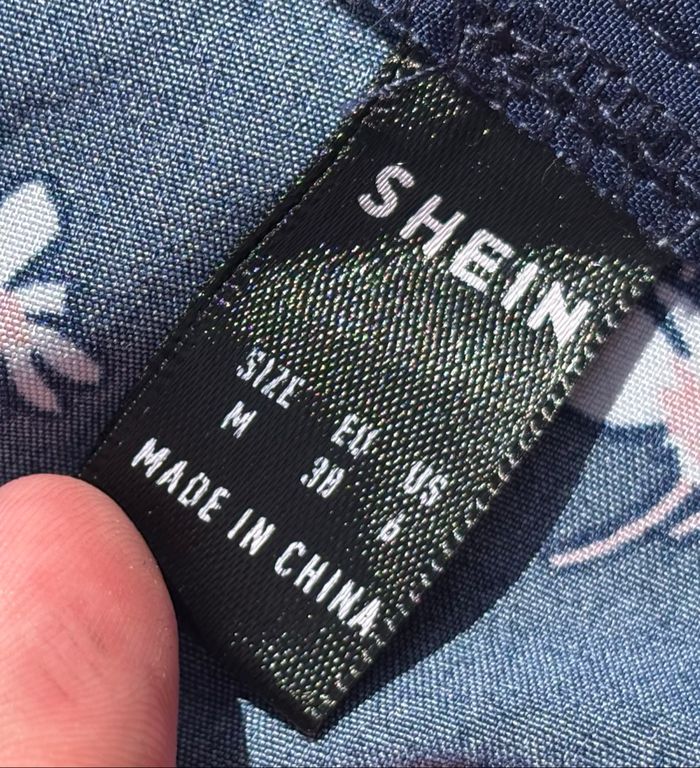 SHEIN
SIZE EU US
M 38 6
MADE IN CHINA